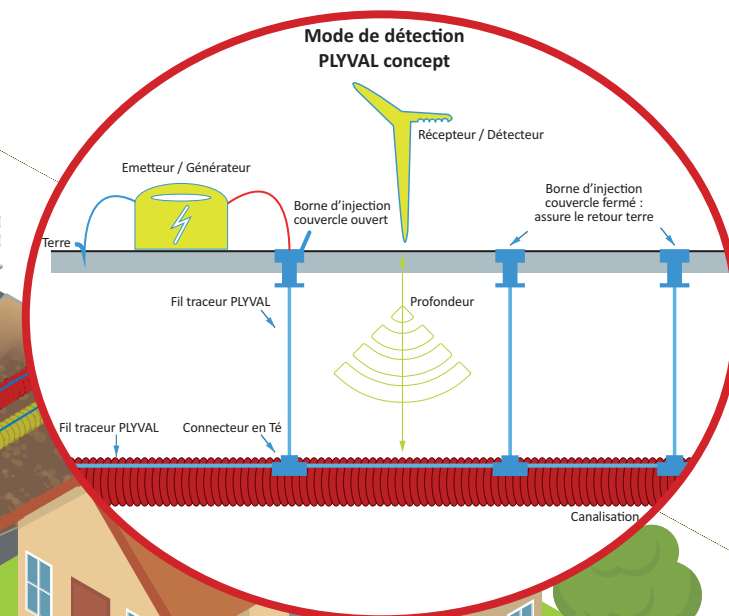 Mode de détection
PLYVAL concept
Récepteur / Détecteur
Emetteur / Générateur
Borne d'injection
couvercle ouvert
Borne d'injection
couvercle fermé :
assure le retour terre
Terre
Fil traceur PLYVAL
Profondeur
Fil traceur PLYVAL
Connecteur en Té
Canalisation